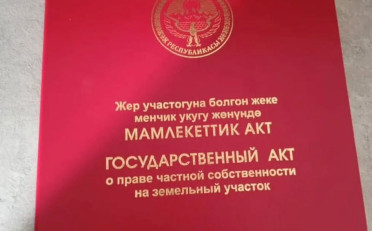 Жер участогуна болгон жеке
менчик укугу жөнүндө
МАМЛЕКЕТТИК АКТ
ГОСУДАРСТВЕННЫЙ АКТ
о праве частной собственности
на земельный участок